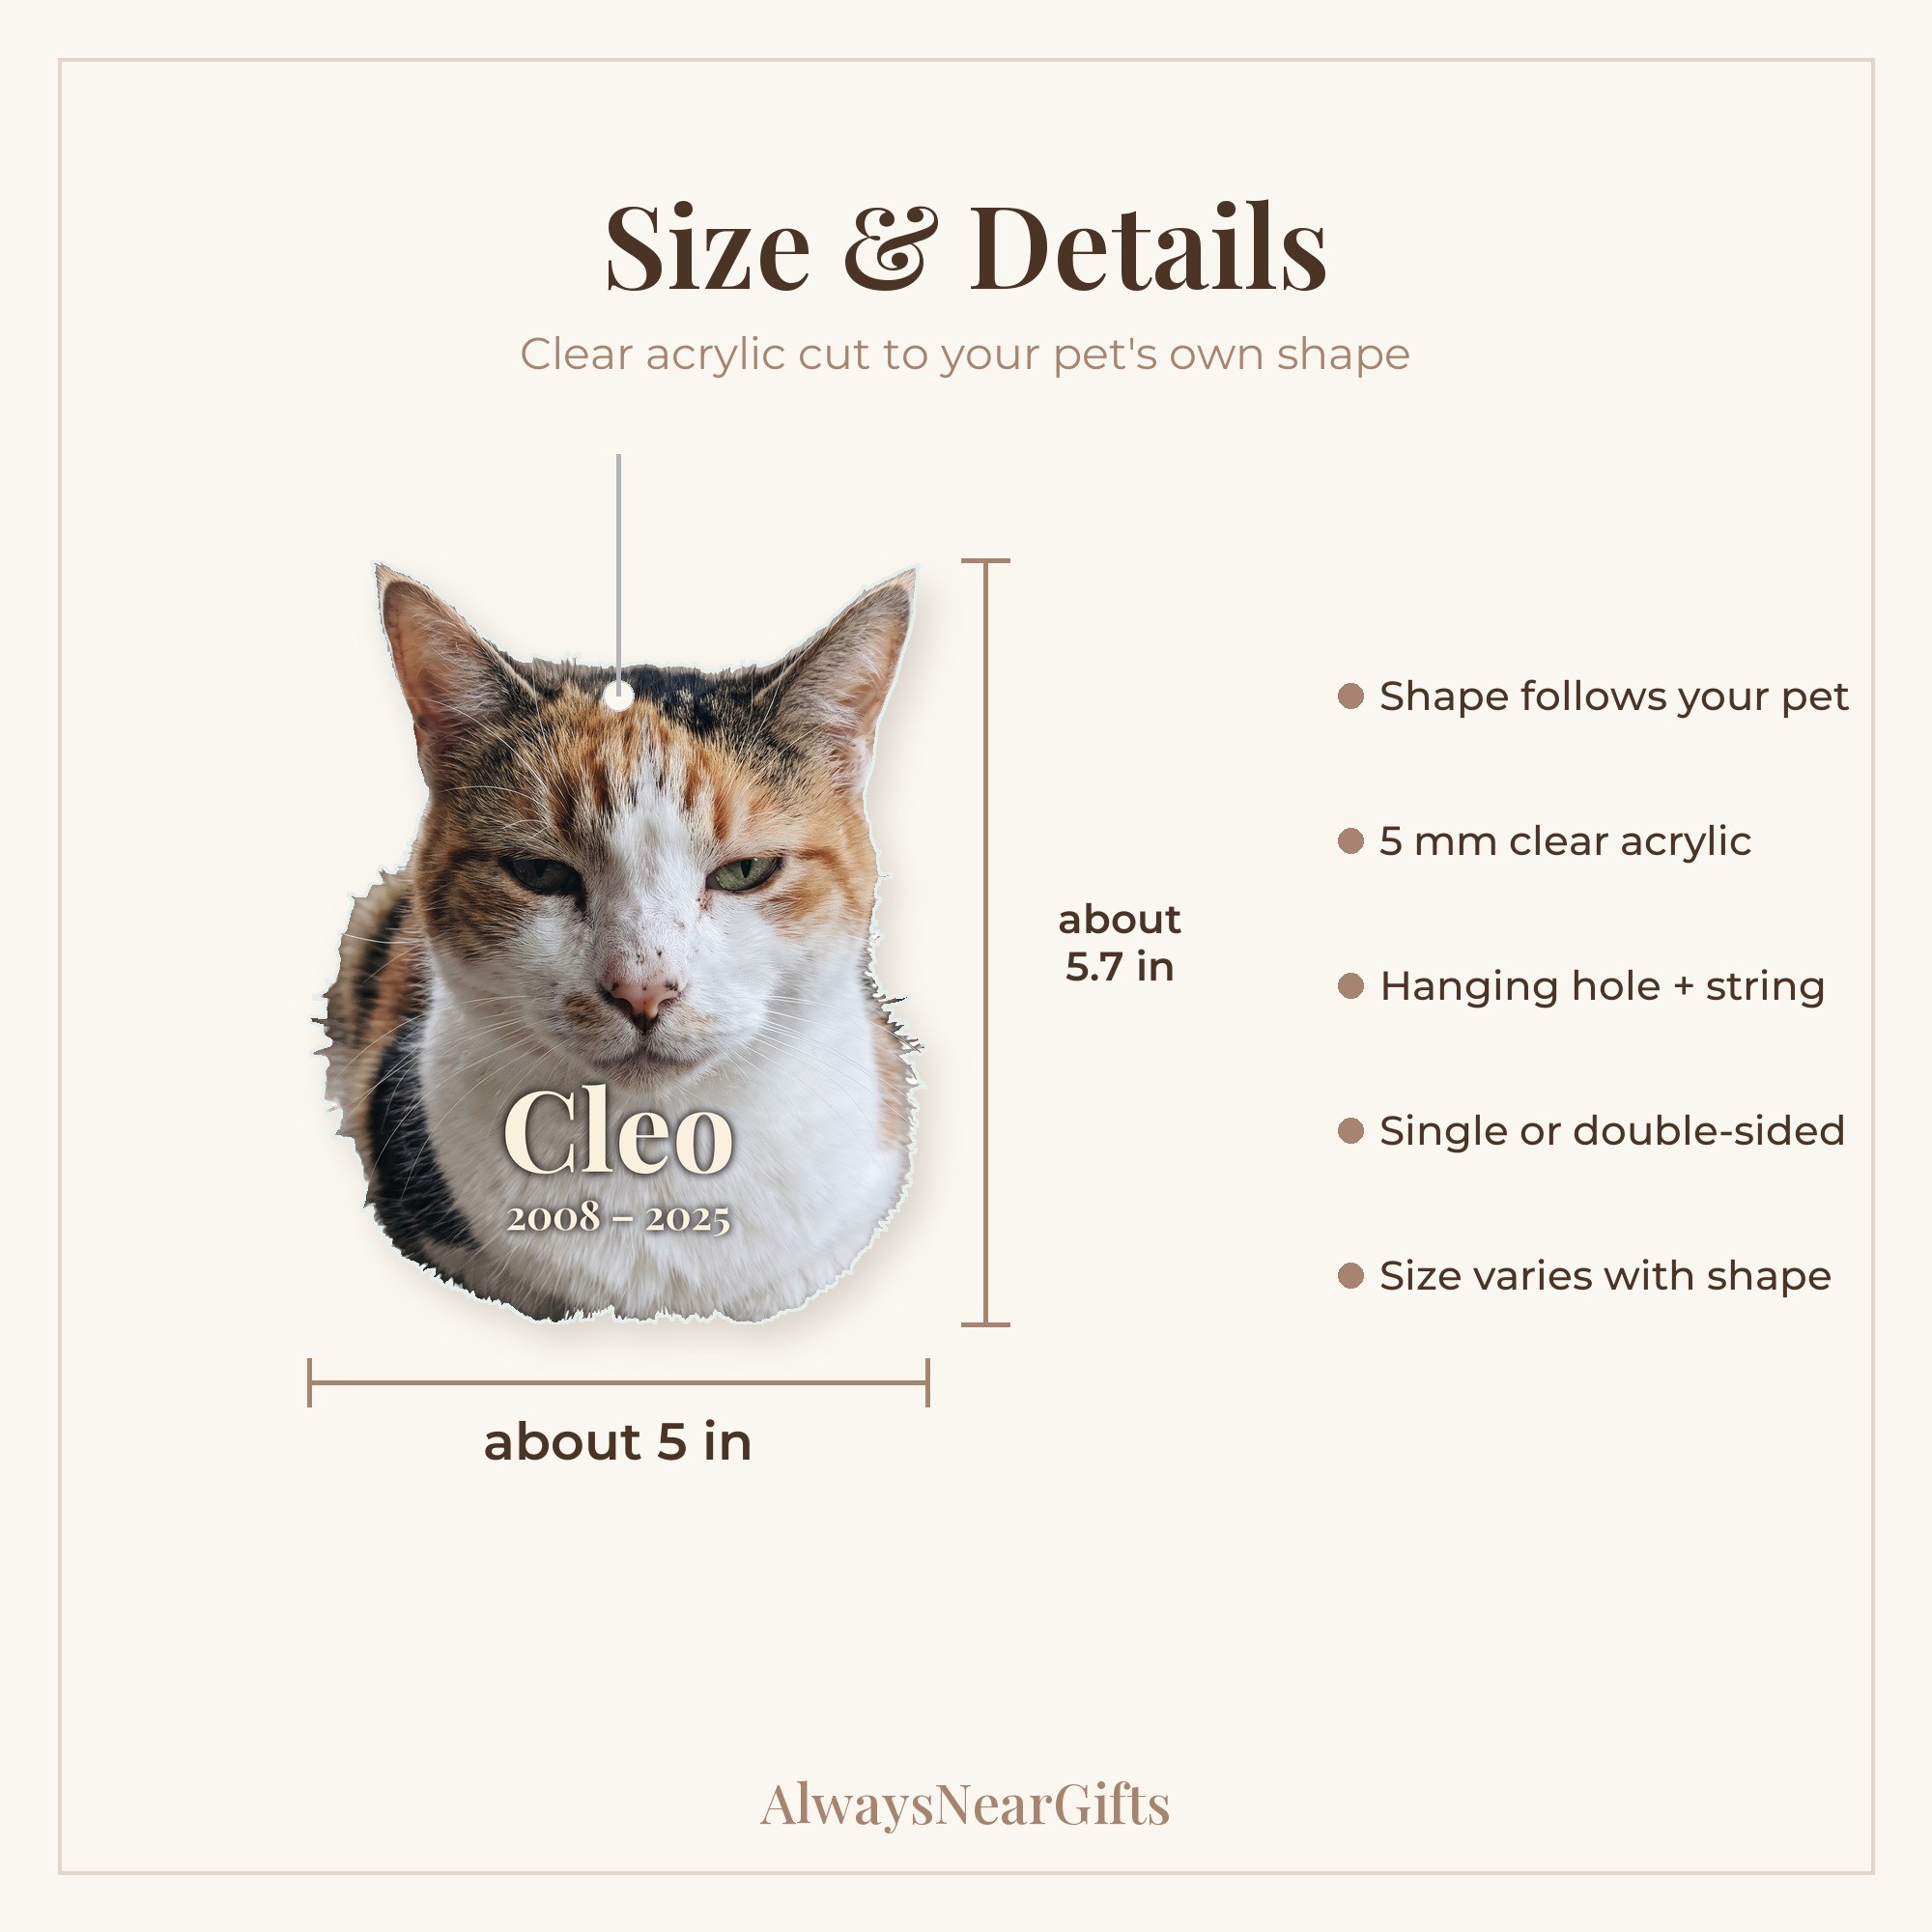 Size & Details
Clear acrylic cut to your pet's own shape
Shape follows your pet
5 mm clear acrylic
about
5.7 in
Hanging hole + string
Cleo
Single or double-sided
2008 – 2025
Size varies with shape
about 5 in
AlwaysNearGifts